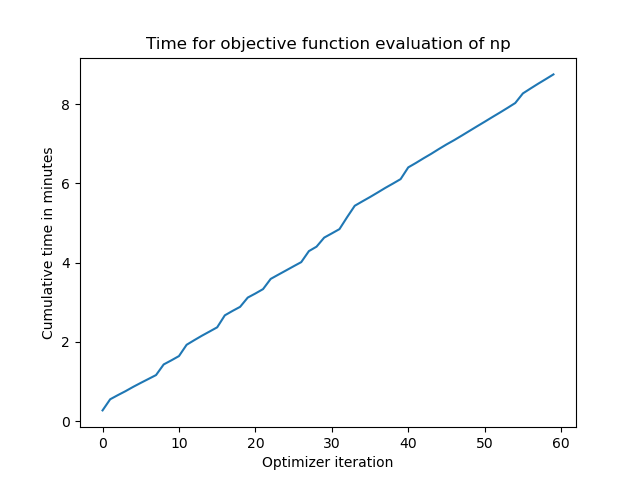 Time for objective function evaluation of np
Cumulative time in minutes
8
6
4
2
0
0 10 20 30 40 50 60
Optimizer iteration